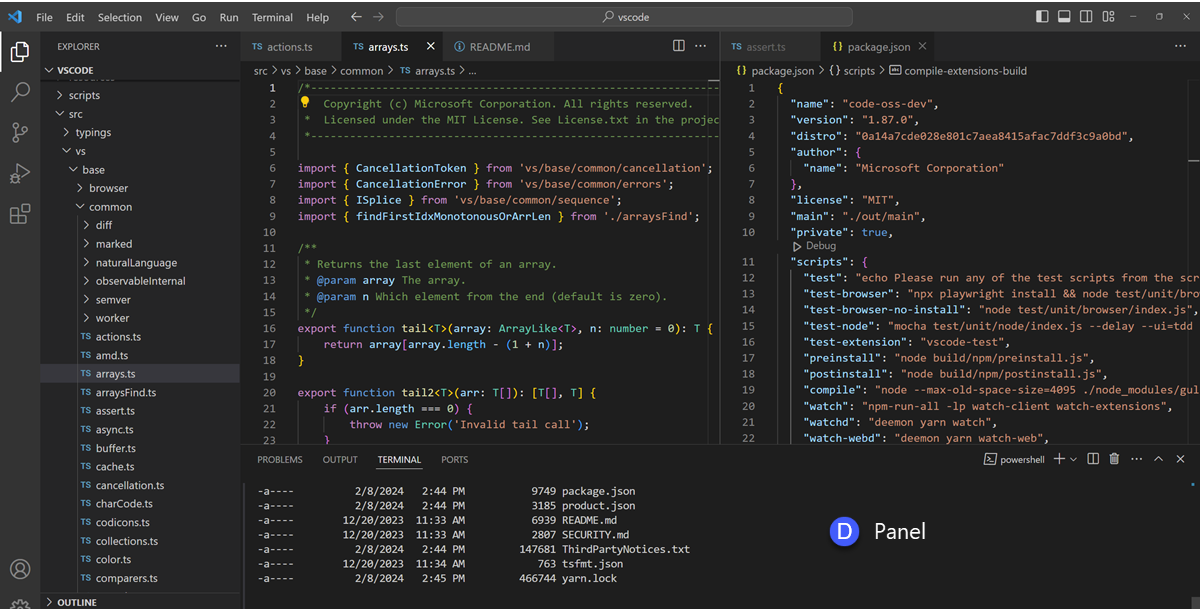 File Edit Selection View Go Run Terminal Help vscode
EXPLORER
VSCODE
scripts
src
typings
vs
base
browser
common
diff
marked
naturalLanguage
observableInternal
semver
worker
TS actions.ts
TS amd.ts
TS arrays.ts
TS arraysFind.ts
TS assert.ts
TS async.ts
TS buffer.ts
TS cache.ts
TS cancellation.ts
TS charCode.ts
TS codicons.ts
TS collections.ts
TS color.ts
TS comparers.ts
OUTLINE
TS actions.ts TS arrays.ts README.md
src > vs > base > common > TS arrays.ts > ...
1 /*---------------------------------------------------------------
2 Copyright (c) Microsoft Corporation. All rights reserved.
3 * Licensed under the MIT License. See License.txt in the projec
4 *---------------------------------------------------------------
5
6 import { CancellationToken } from 'vs/base/common/cancellation';
7 import { CancellationError } from 'vs/base/common/errors';
8 import { ISplice } from 'vs/base/common/sequence';
9 import { findFirstIdxMonotonousOrArrLen } from './arraysFind';
10
11 /**
12 * Returns the last element of an array.
13 * @param array The array.
14 * @param n Which element from the end (default is zero).
15 */
16 export function tail<T>(array: ArrayLike<T>, n: number = 0): T {
17 return array[array.length - (1 + n)];
18 }
19
20 export function tail2<T>(arr: T[]): [T[], T] {
21 if (arr.length === 0) {
22 throw new Error('Invalid tail call');
23 }
TS assert.ts {} package.json
{} package.json > {} scripts > compile-extensions-build
1 {
2 "name": "code-oss-dev",
3 "version": "1.87.0",
4 "distro": "0a14a7cde028e801c7aea8415afac7ddf3c9a0bd",
5 "author": {
6 "name": "Microsoft Corporation"
7 },
8 "license": "MIT",
9 "main": "./out/main",
10 "private": true,
Debug
11 "scripts": {
12 "test": "echo Please run any of the test scripts from the scr
13 "test-browser": "npx playwright install && node test/unit/bro
14 "test-browser-no-install": "node test/unit/browser/index.js",
15 "test-node": "mocha test/unit/node/index.js --delay --ui=tdd
16 "test-extension": "vscode-test",
17 "preinstall": "node build/npm/preinstall.js",
18 "postinstall": "node build/npm/postinstall.js",
19 "compile": "node --max-old-space-size=4095 ./node_modules/gul
20 "watch": "npm-run-all -lp watch-client watch-extensions",
21 "watchd": "deemon yarn watch",
22 "watch-webd": "deemon yarn watch-web",
PROBLEMS OUTPUT TERMINAL PORTS powershell
-a---- 2/8/2024 2:44 PM 9749 package.json
-a---- 2/8/2024 2:44 PM 3185 product.json
-a---- 12/20/2023 11:33 AM 6939 README.md
-a---- 12/20/2023 11:33 AM 2807 SECURITY.md
-a---- 2/8/2024 2:44 PM 147681 ThirdPartyNotices.txt
-a---- 12/20/2023 11:34 AM 763 tsfmt.json
-a---- 2/8/2024 2:45 PM 466744 yarn.lock
D Panel